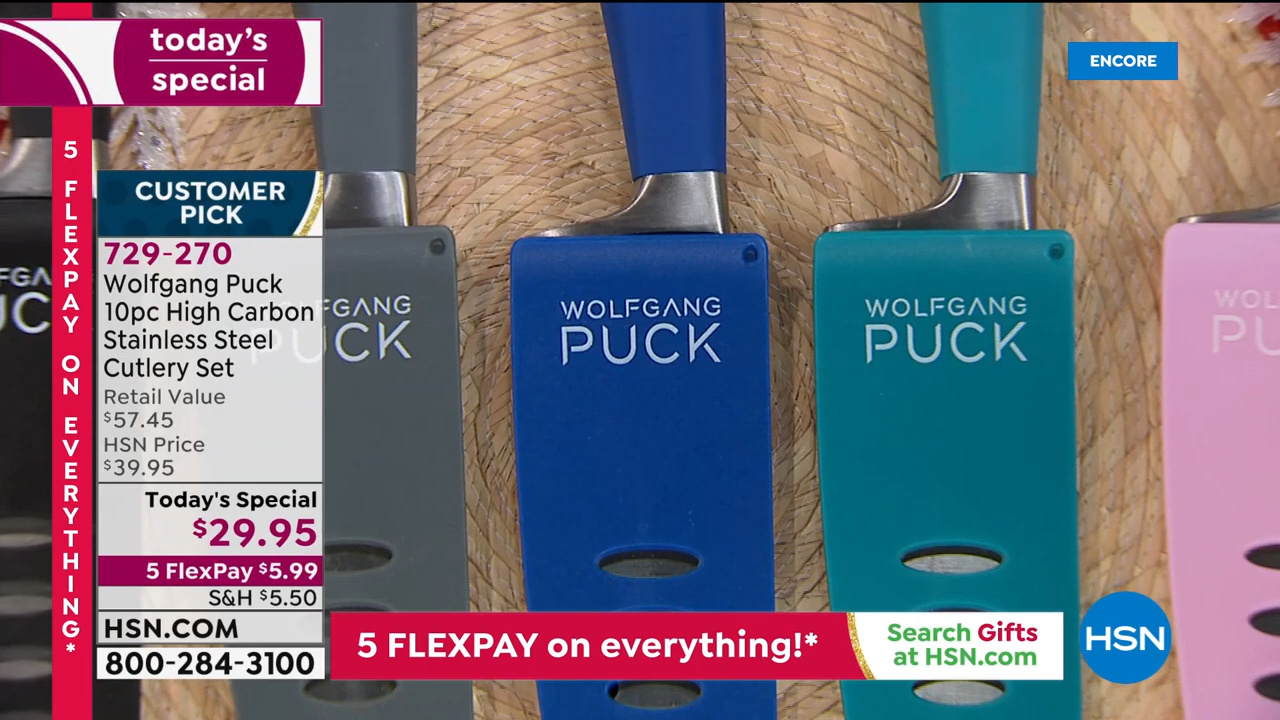 today's
special
ENCORE
5 FLEXPAY ON EVERYTHING!*
CUSTOMER
PICK
729-270
Wolfgang Puck
10pc High Carbon
Stainless Steel
Cutlery Set
Retail Value
$57.45
HSN Price
$39.95
Today's Special
$29.95
5 FlexPay $5.99
S&H $5.50
HSN.COM
800-284-3100
WOLFGANG
PUCK
WOLFGANG
PUCK
5 FLEXPAY on everything!*
Search Gifts
at HSN.com
HSN